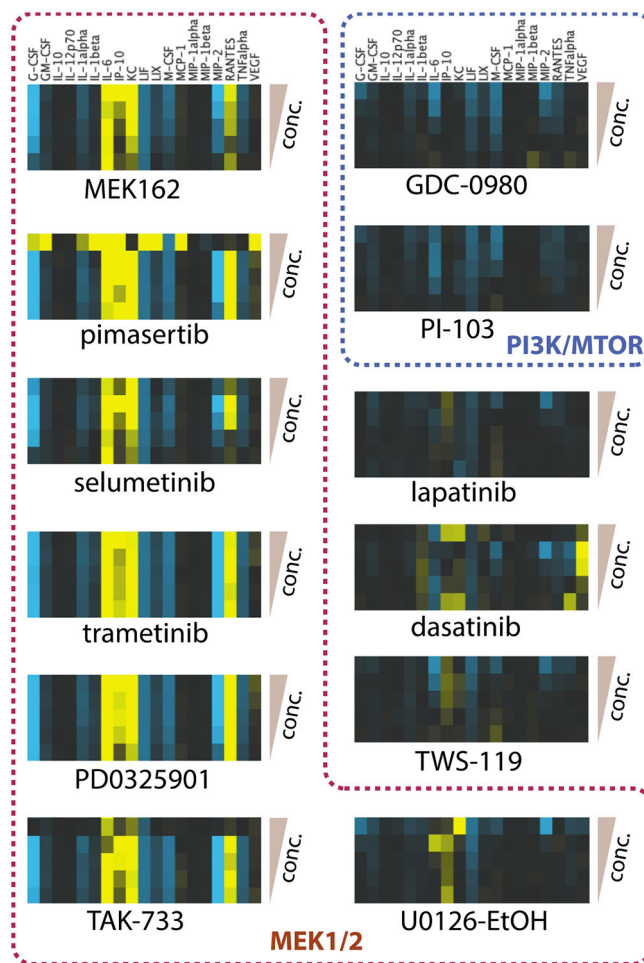 G-CSF
GM-CSF
IL-10
IL-12p70
IL-1alpha
IL-1beta
IL-6
IP-10
KC
LIF
LIX
M-CSF
MCP-1
MIP-1alpha
MIP-1beta
MIP-2
RANTES
TNFalpha
VEGF
conc.
MEK162
conc.
pimasertib
conc.
selumetinib
conc.
trametinib
conc.
PD0325901
conc.
TAK-733
G-CSF
GM-CSF
IL-10
IL-12p70
IL-1alpha
IL-1beta
IL-6
IP-10
KC
LIF
LIX
M-CSF
MCP-1
MIP-1alpha
MIP-1beta
MIP-2
RANTES
TNFalpha
VEGF
conc.
GDC-0980
conc.
PI-103
PI3K/MTOR
conc.
lapatinib
conc.
dasatinib
conc.
TWS-119
conc.
U0126-EtOH
MEK1/2